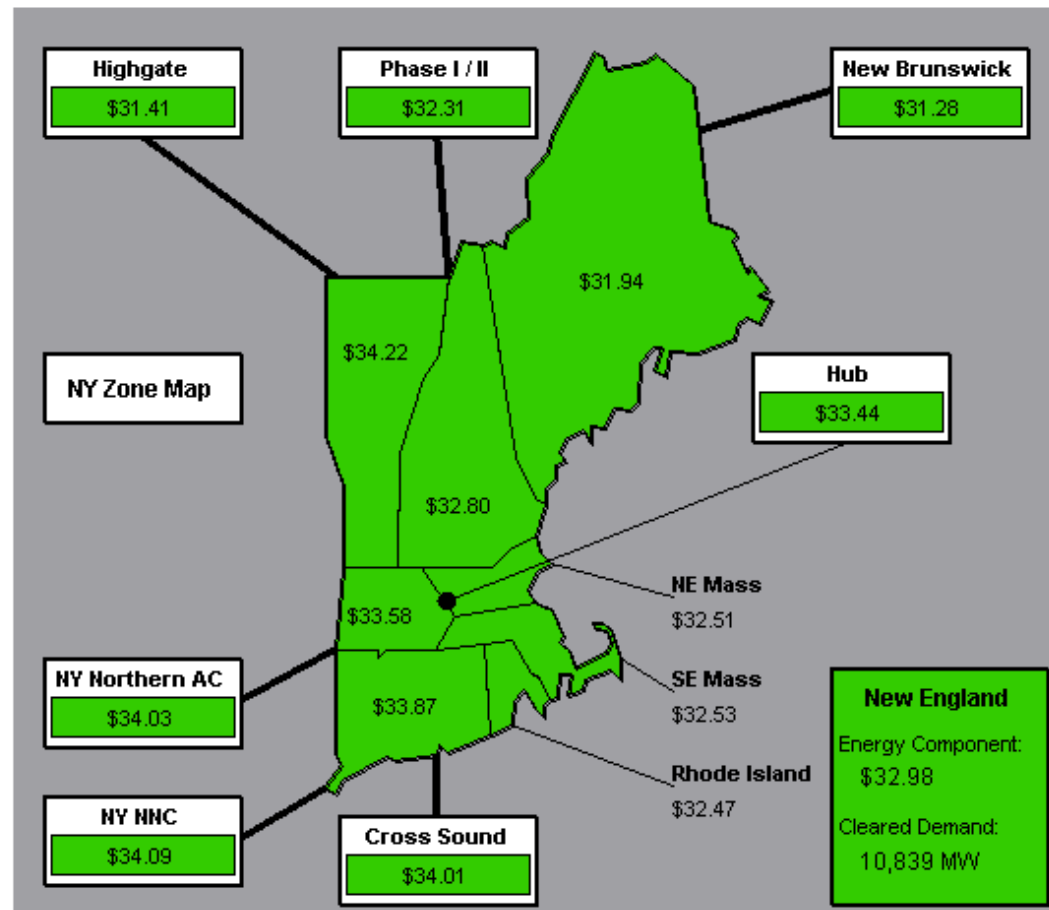 Highgate
$31.41
Phase I / II
$32.31
New Brunswick
$31.28
$31.94
$34.22
NY Zone Map
Hub
$33.44
$32.80
NE Mass
$32.51
$33.58
SE Mass
$32.53
NY Northern AC
$34.03
$33.87
Rhode Island
$32.47
New England
Energy Component:
$32.98
Cleared Demand:
10,839 MW
NY NNC
$34.09
Cross Sound
$34.01